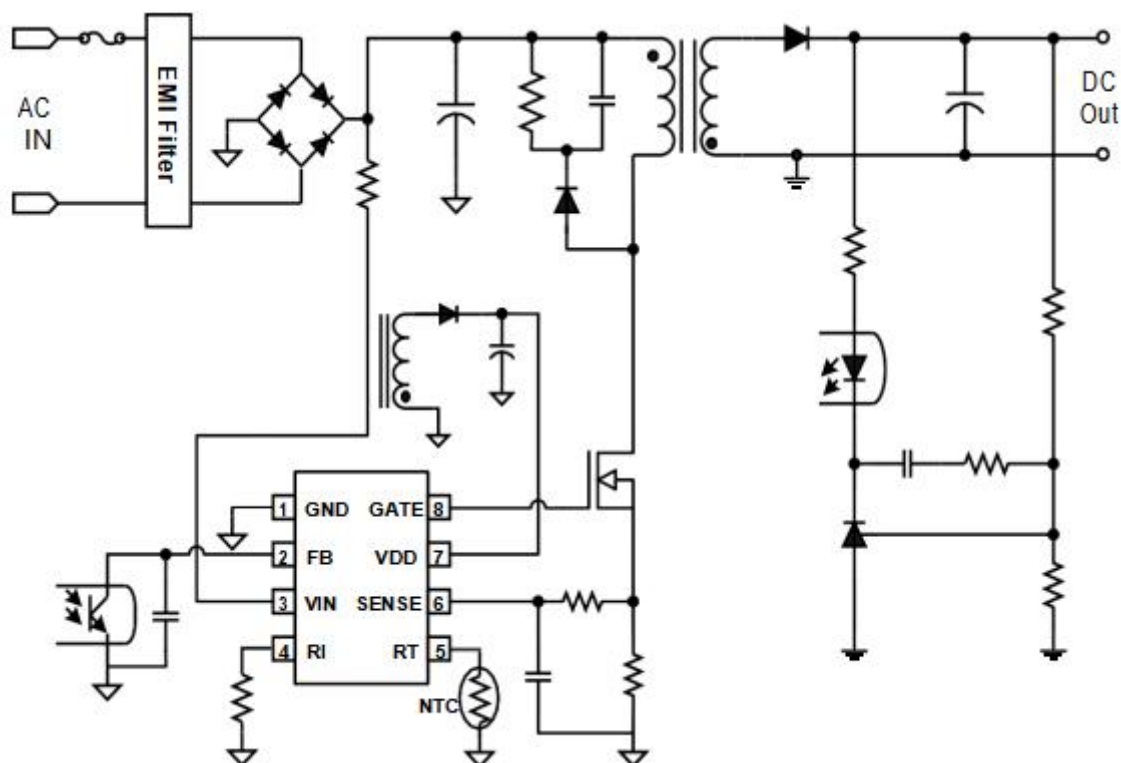 AC
IN
EMI Filter
DC
Out
1 GND GATE 8
2 FB VDD 7
3 VIN SENSE 6
4 RI RT 5
NTC